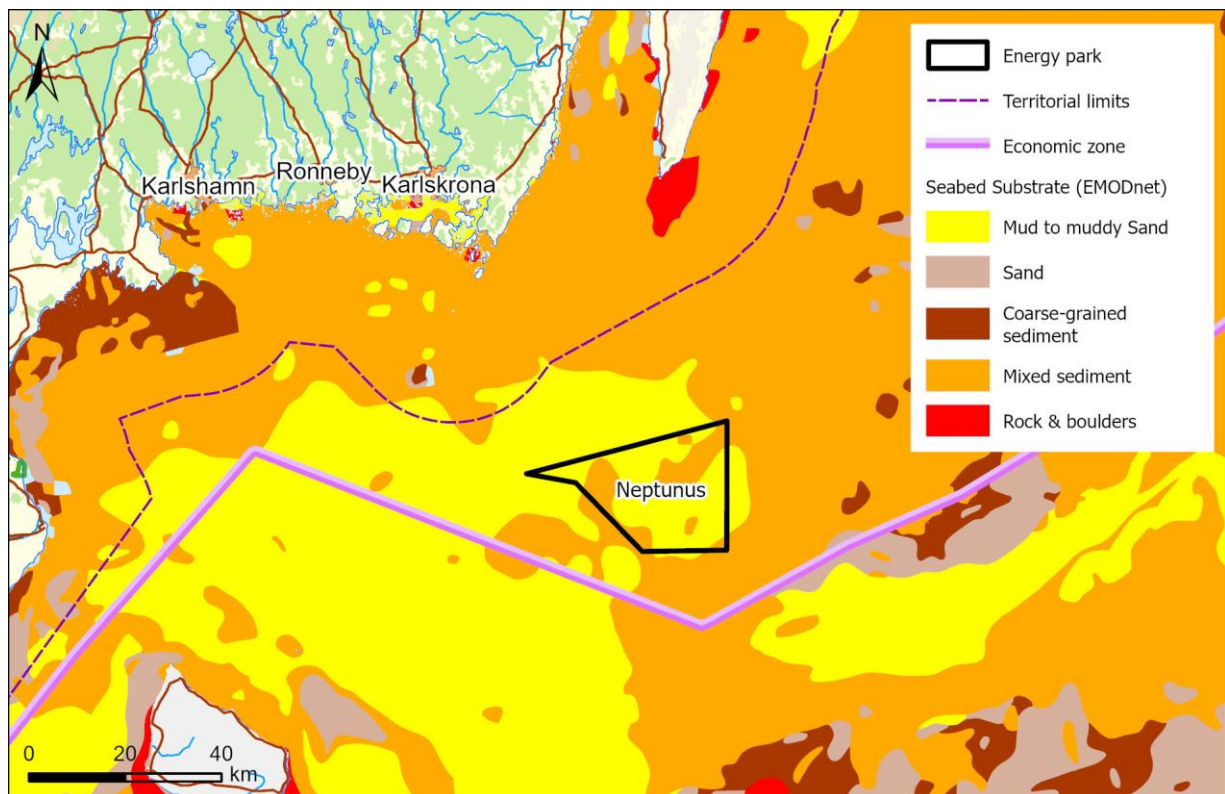 N
Karlshamn
Ronneby
Karlskrona
Neptunus
0 20 40
km
Energy park
Territorial limits
Economic zone
Seabed Substrate (EMODnet)
Mud to muddy Sand
Sand
Coarse-grained
sediment
Mixed sediment
Rock & boulders